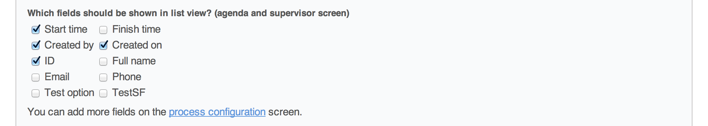 Which fields should be shown in list view? (agenda and supervisor screen)
Start time Finish time
Created by Created on
ID Full name
Email Phone
Test option TestSF
You can add more fields on the process configuration screen.